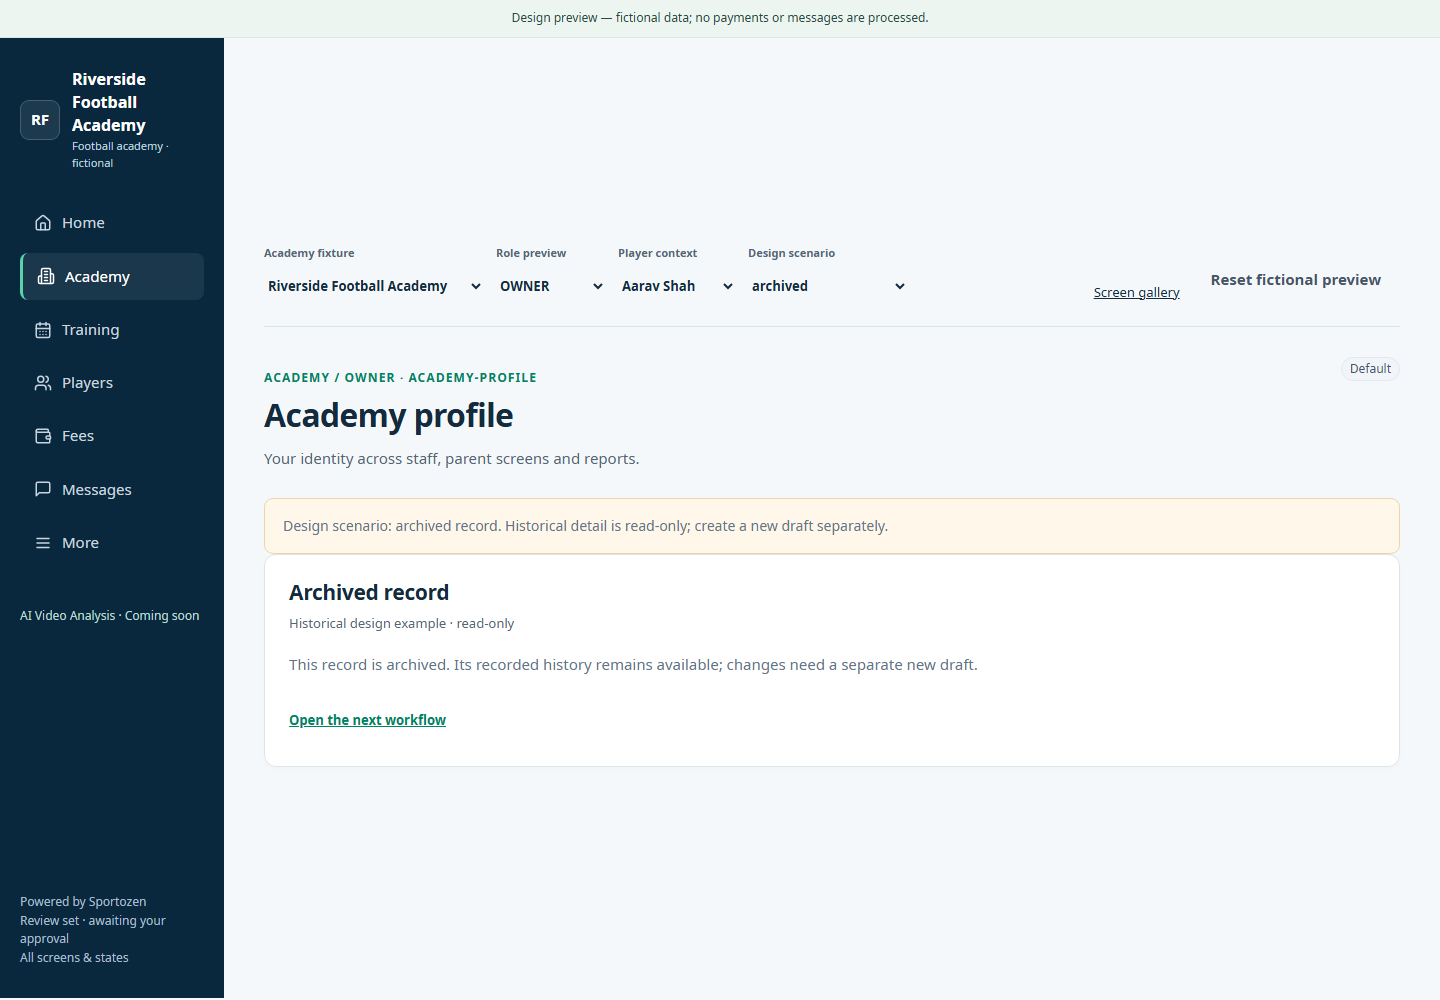 Design preview — fictional data; no payments or messages are processed.
RF
Riverside
Football
Academy
Football academy ·
fictional
Home
Academy
Training
Players
Fees
Messages
More
AI Video Analysis · Coming soon
Powered by Sportozen
Review set · awaiting your
approval
All screens & states
Academy fixture
Role preview
Player context
Design scenario
Riverside Football Academy
OWNER
Aarav Shah
archived
Screen gallery
Reset fictional preview
ACADEMY / OWNER · ACADEMY-PROFILE
Default
Academy profile
Your identity across staff, parent screens and reports.
Design scenario: archived record. Historical detail is read-only; create a new draft separately.
Archived record
Historical design example · read-only
This record is archived. Its recorded history remains available; changes need a separate new draft.
Open the next workflow